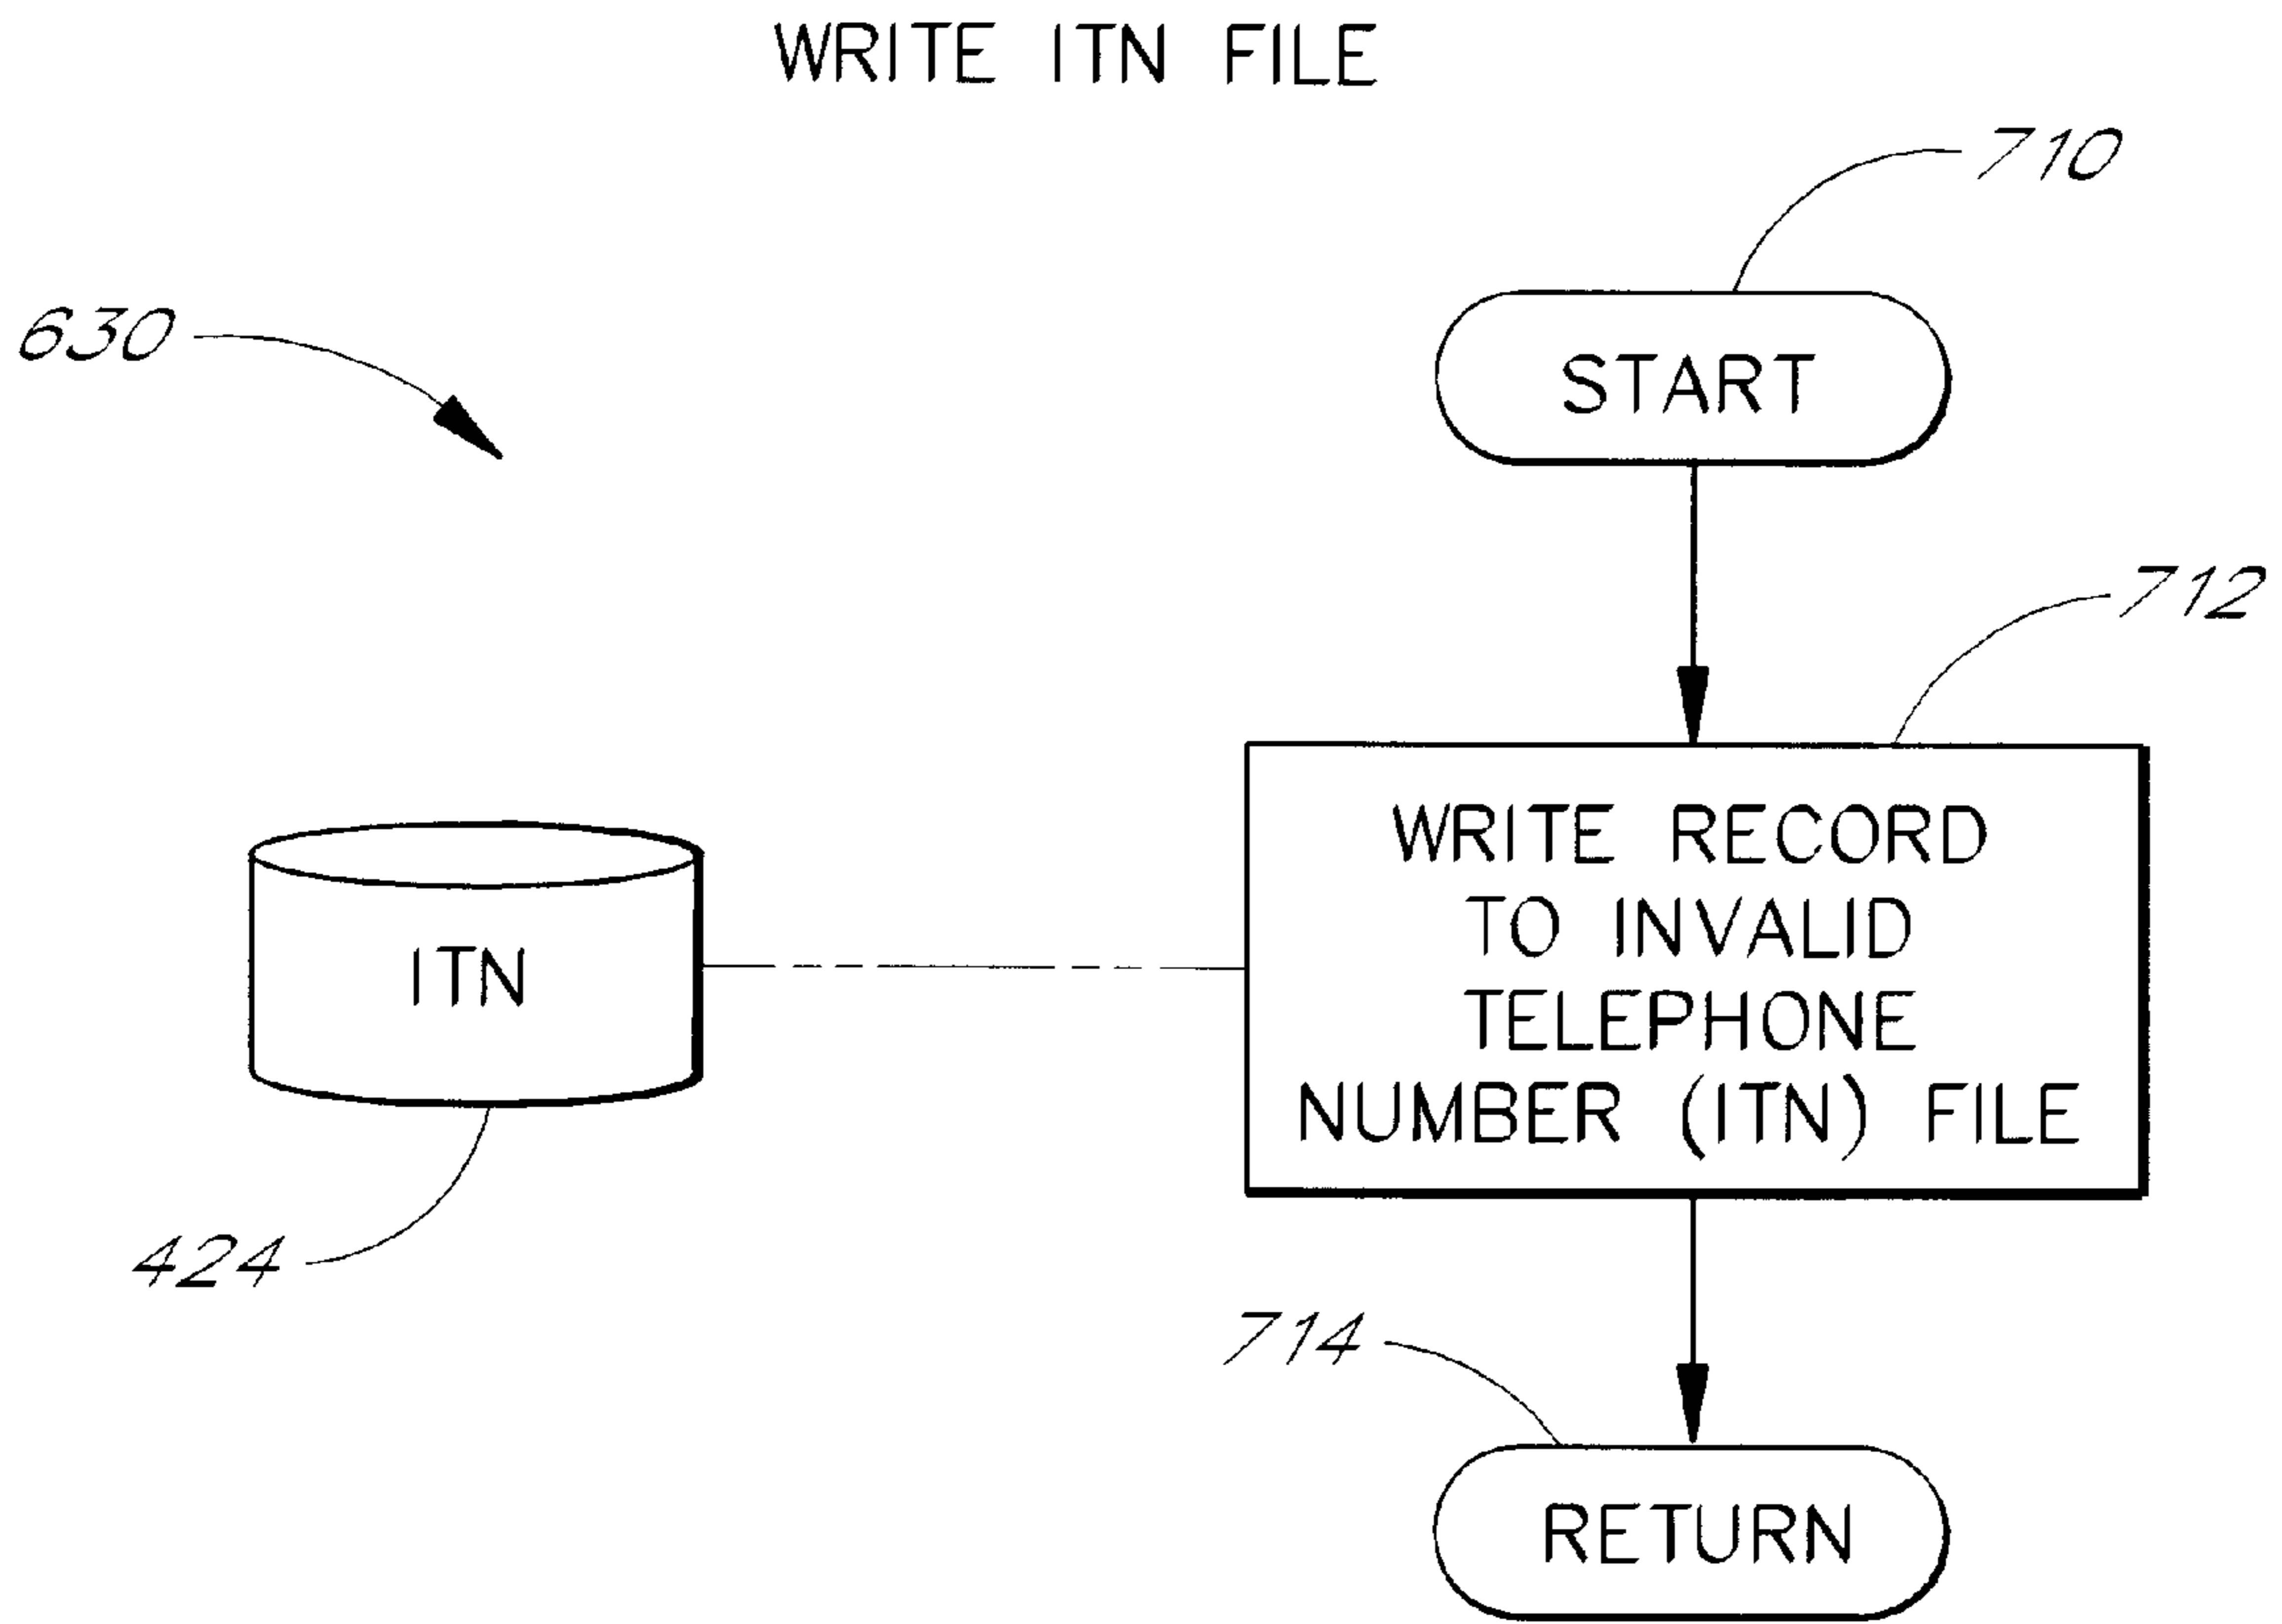 WRITE ITN FILE
710
630
START
712
WRITE RECORD
TO INVALID
TELEPHONE
NUMBER (ITN) FILE
ITN
424
714
RETURN